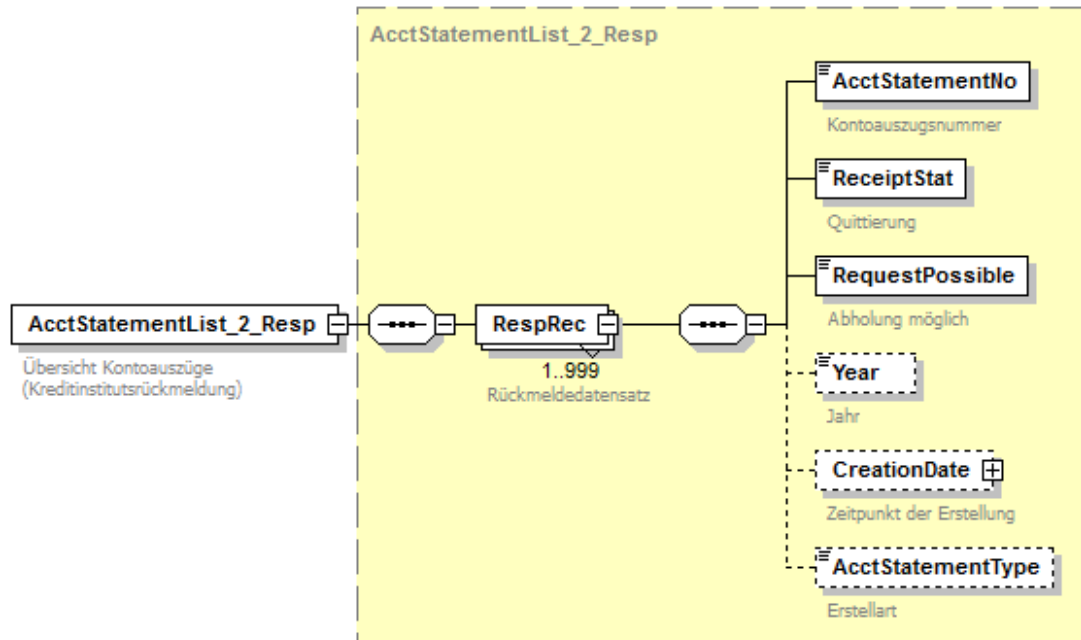 AcctStatementList_2_Resp
AcctStatementNo
Kontoauszugsnummer
ReceiptStat
Quittierung
RequestPossible
Abholung möglich
AcctStatementList_2_Resp
Übersicht Kontoauszüge
(Kreditinstitutsrückmeldung)
RespRec
1..999
Rückmeldedatensatz
Year
Jahr
CreationDate
Zeitpunkt der Erstellung
AcctStatementType
Erstellart